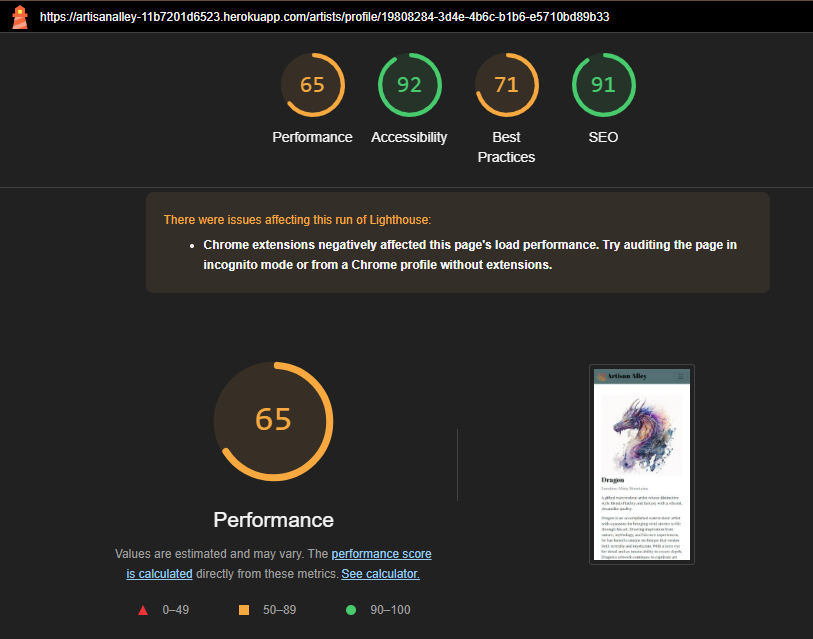 https://artisanalley-11b7201d6523.herokuapp.com/artists/profile/19808284-3d4e-4b6c-b1b6-e5710bd89b33
65
92
71
91
Performance
Accessibility
Best
Practices
SEO
There were issues affecting this run of Lighthouse:
• Chrome extensions negatively affected this page's load performance. Try auditing the page in
incognito mode or from a Chrome profile without extensions.
65
Performance
Values are estimated and may vary. The performance score
is calculated directly from these metrics. See calculator.
0–49
50–89
90–100
Artisan Alley
Dragon